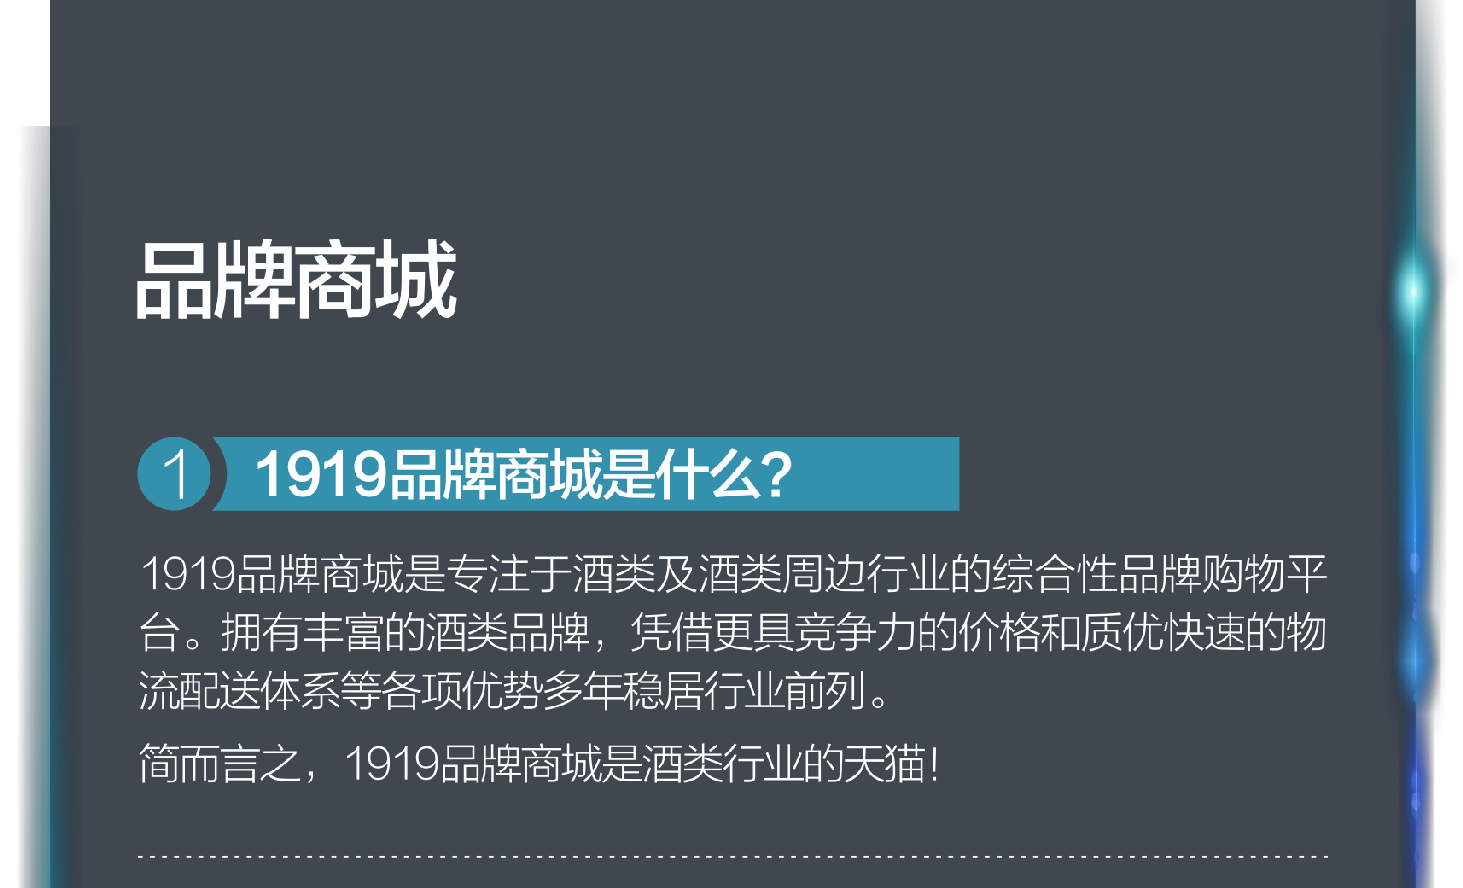 品牌商城
1 1919品牌商城是什么?
1919品牌商城是专注于酒类及酒类周边行业的综合性品牌购物平
台。拥有丰富的酒类品牌，凭借更具竞争力的价格和质优快速的物
流配送体系等各项优势多年稳居行业前列。
简而言之，1919品牌商城是酒类行业的天猫!